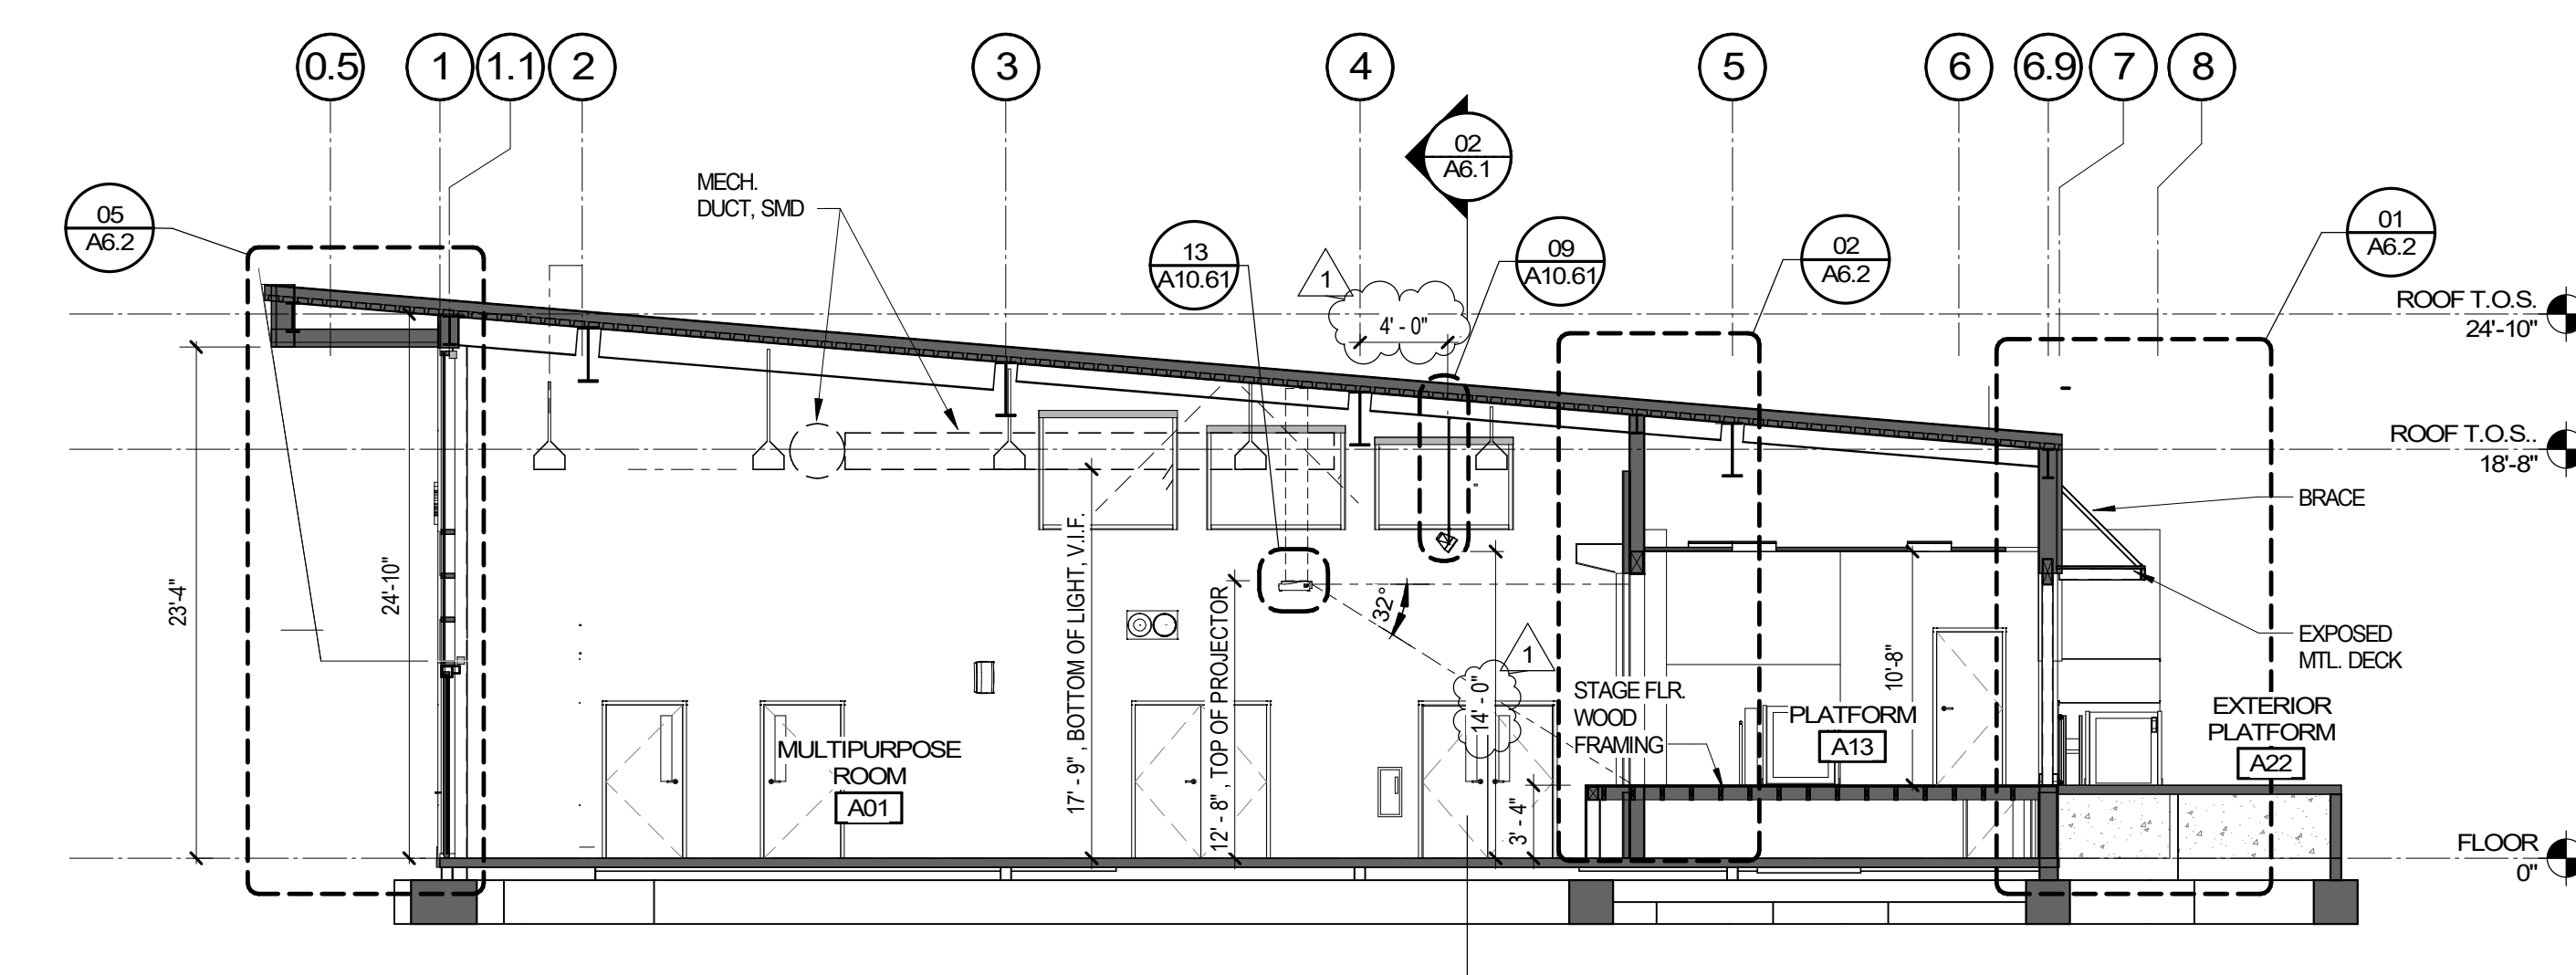 0.5
1
1.1
2
3
4
5
6
6.9
7
8
02
A6.1
MECH.
DUCT, SMD
05
A6.2
13
A10.61
1
09
A10.61
02
A6.2
01
A6.2
4' - 0"
ROOF T.O.S.
24'-10"
ROOF T.O.S..
18'-8"
BRACE
EXPOSED
MTL. DECK
23'-4"
24'-10"
17' - 9" , BOTTOM OF LIGHT, V.I.F.
12' - 8" , TOP OF PROJECTOR
32°
14' - 0"
1
3' - 4"
10'-8"
STAGE FLR.
WOOD
FRAMING
PLATFORM
A13
EXTERIOR
PLATFORM
A22
MULTIPURPOSE
ROOM
A01
FLOOR
0"